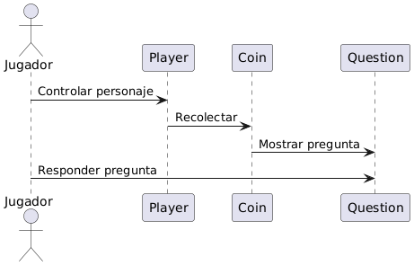 Jugador
Player
Coin
Question
Controlar personaje
Recolectar
Mostrar pregunta
Responder pregunta
Jugador
Player
Coin
Question